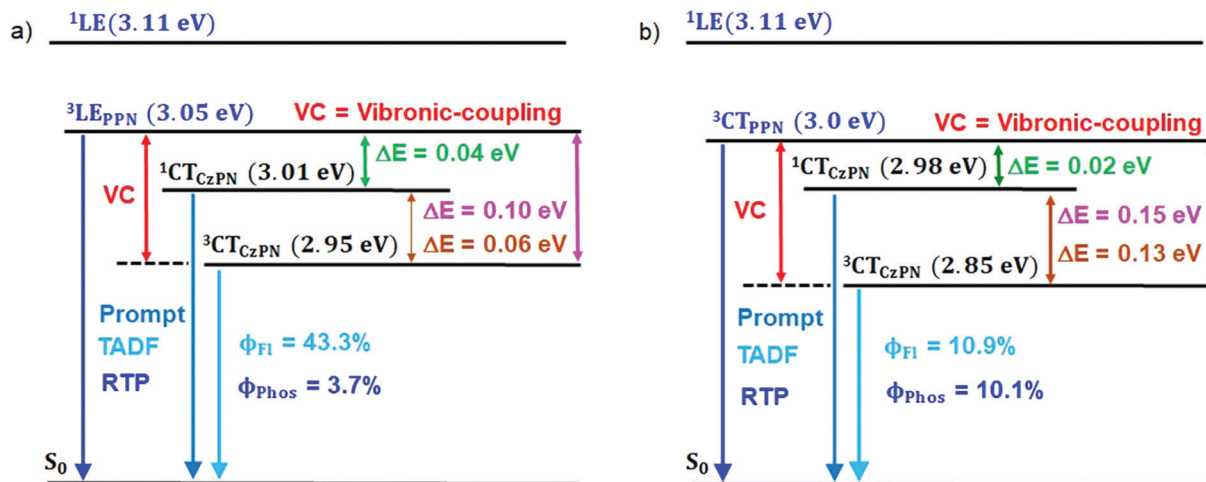 a)
¹LE(3.11 eV)
³LE_PPN (3.05 eV)
VC = Vibronic-coupling
ΔE = 0.04 eV
¹CT_CzPN (3.01 eV)
VC
ΔE = 0.10 eV
³CT_CzPN (2.95 eV)
ΔE = 0.06 eV
Prompt
TADF
RTP
ϕ_Fl = 43.3%
ϕ_Phos = 3.7%
S₀
b)
¹LE(3.11 eV)
³CT_PPN (3.0 eV)
VC = Vibronic-coupling
¹CT_CzPN (2.98 eV)
ΔE = 0.02 eV
VC
ΔE = 0.15 eV
ΔE = 0.13 eV
³CT_CzPN (2.85 eV)
Prompt
TADF
RTP
ϕ_Fl = 10.9%
ϕ_Phos = 10.1%
S₀